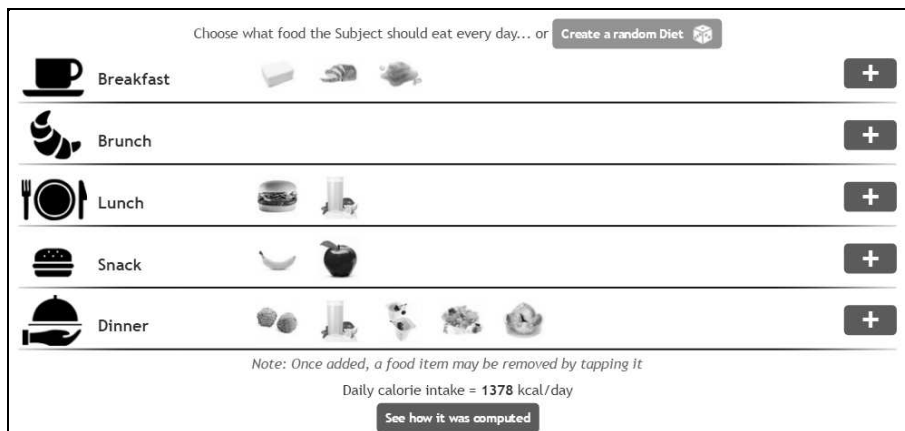 Choose what food the Subject should eat every day... or Create a random Diet
Breakfast +
Brunch +
Lunch +
Snack +
Dinner +
Note: Once added, a food item may be removed by tapping it
Daily calorie intake = 1378 kcal/day
See how it was computed